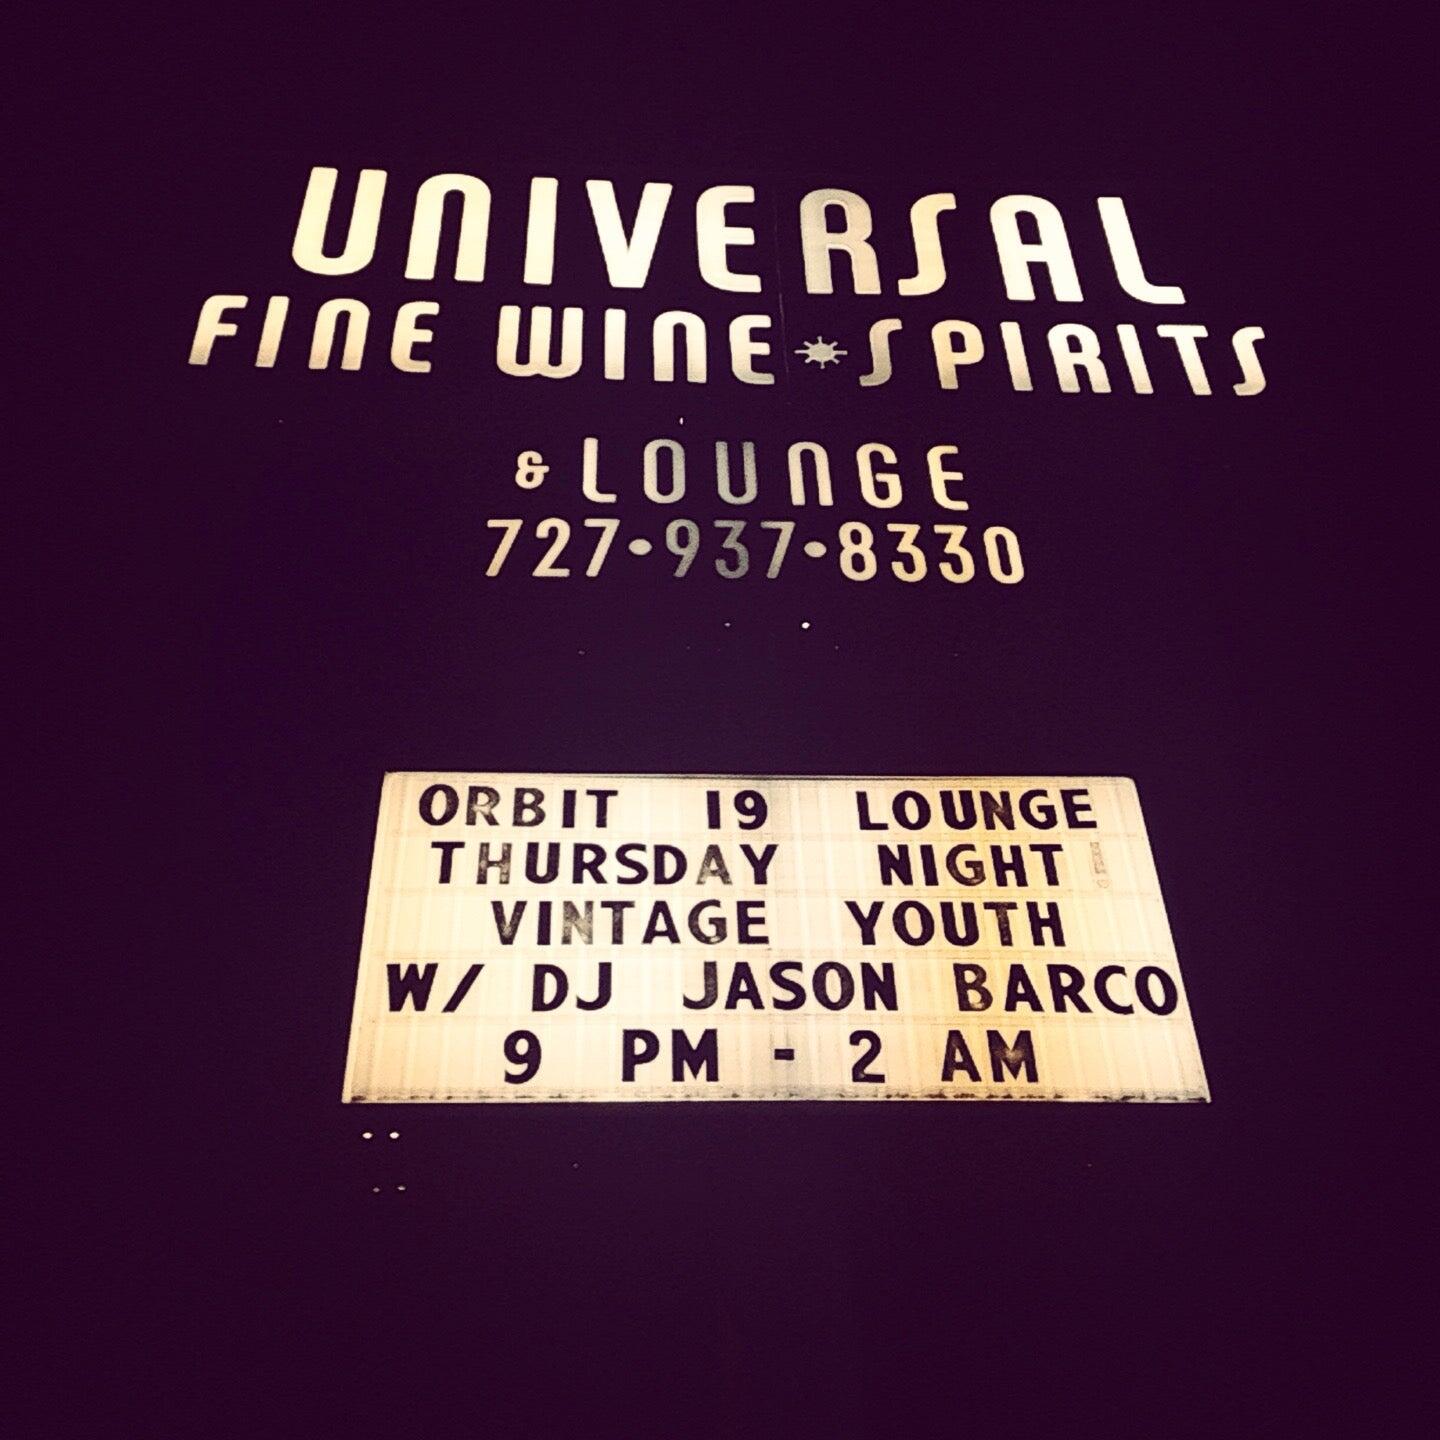 UNIVERSAL
FINE WINE * SPIRITS
& LOUNGE
727•937•8330
ORBIT 19 LOUNGE
THURSDAY NIGHT
VINTAGE YOUTH
W/ DJ JASON BARCO
9 PM - 2 AM